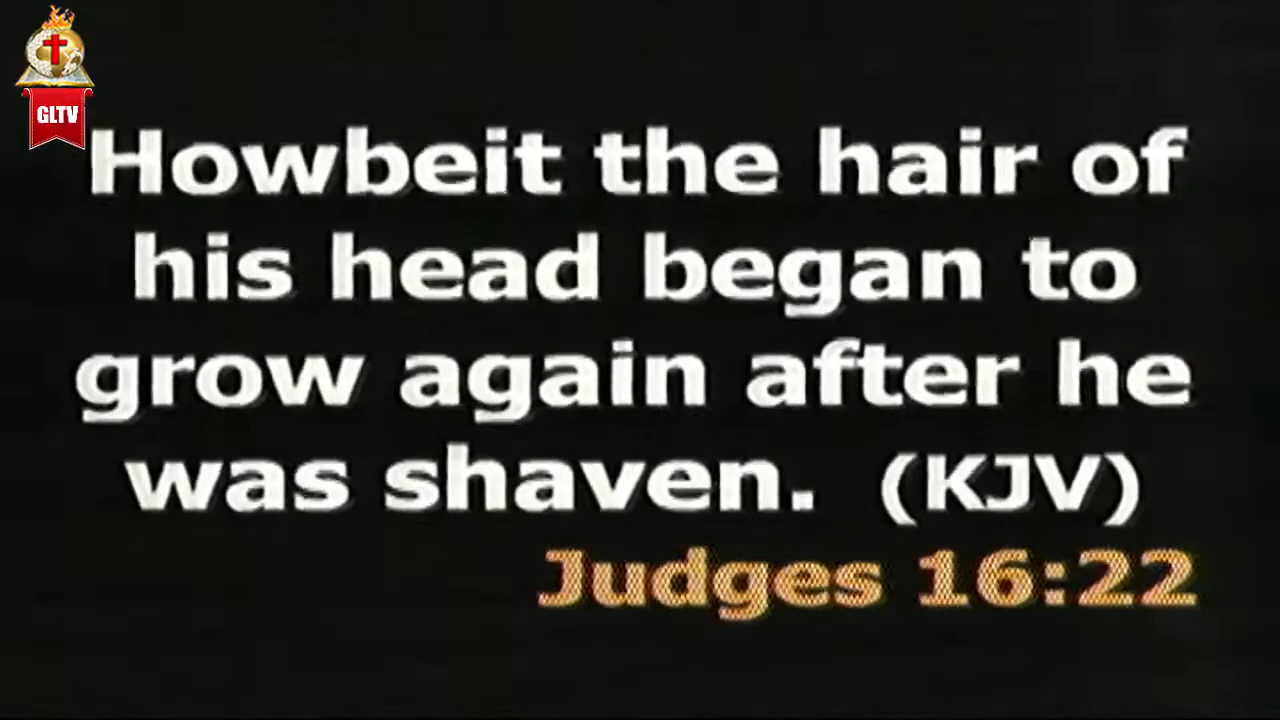 GLTV
Howbeit the hair of
his head began to
grow again after he
was shaven. (KJV)
Judges 16:22